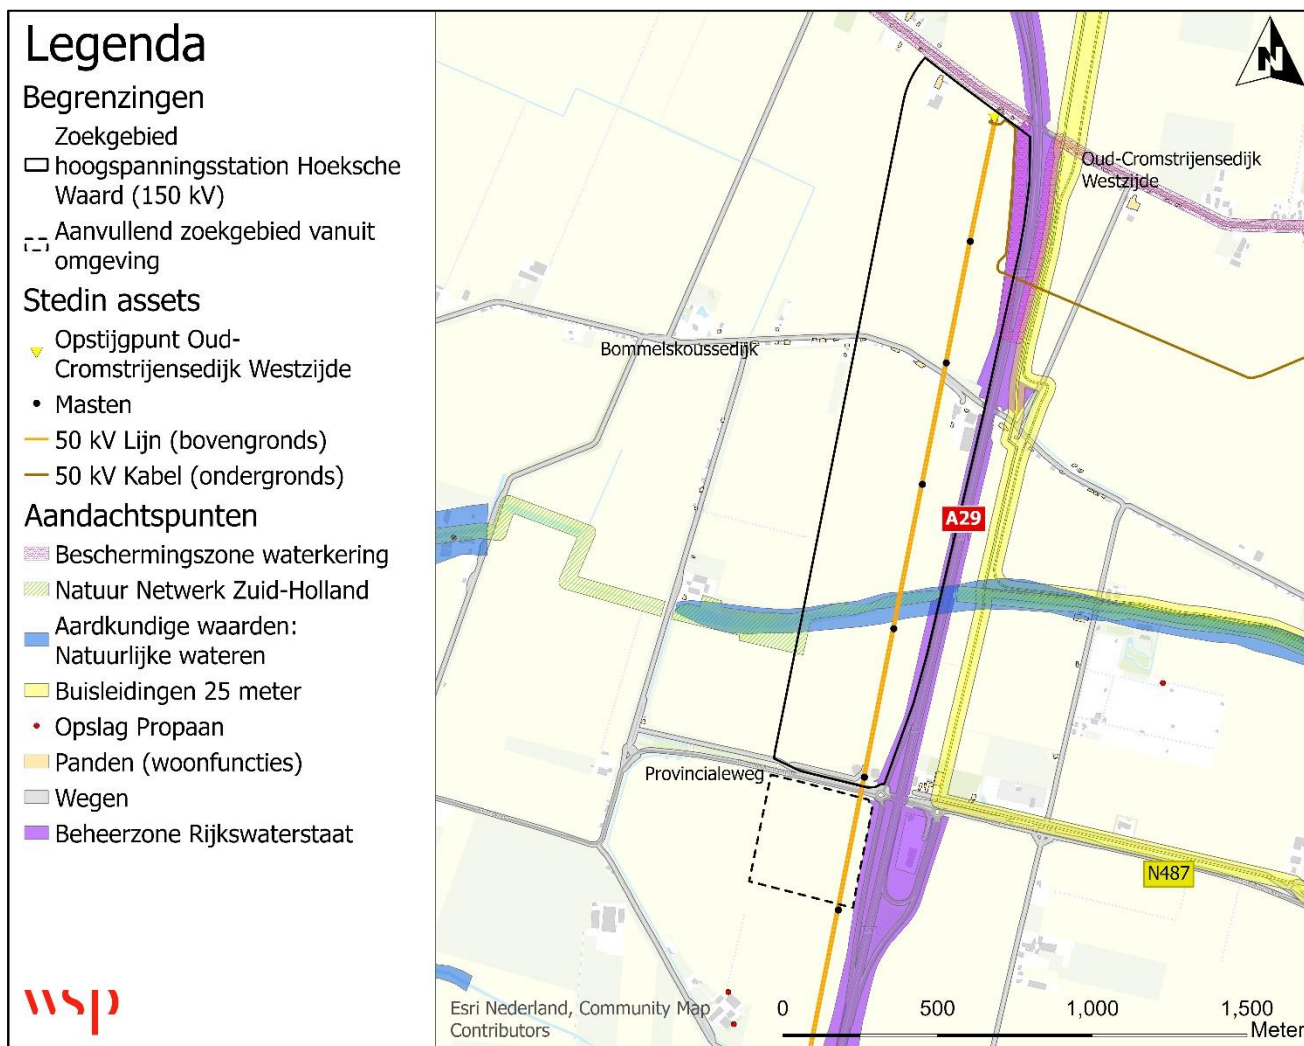 Legenda
Begrenzingen
Zoekgebied
hoogspanningsstation Hoeksche
Waard (150 kV)
Aanvullend zoekgebied vanuit
omgeving
Stedin assets
Opstijgpunt Oud-
Cromstrijensedijk Westzijde
Masten
50 kV Lijn (bovengronds)
50 kV Kabel (ondergronds)
Aandachtspunten
Beschermingszone waterkering
Natuur Netwerk Zuid-Holland
Aardkundige waarden:
Natuurlijke wateren
Buisleidingen 25 meter
Opslag Propaan
Panden (woonfuncties)
Wegen
Beheerzone Rijkswaterstaat
wsp
N
Oud-Cromstrijensedijk
Westzijde
Bommelskoussedijk
A29
Provincialeweg
N487
Esri Nederland, Community Map
Contributors
0 500 1,000 1,500
Meter